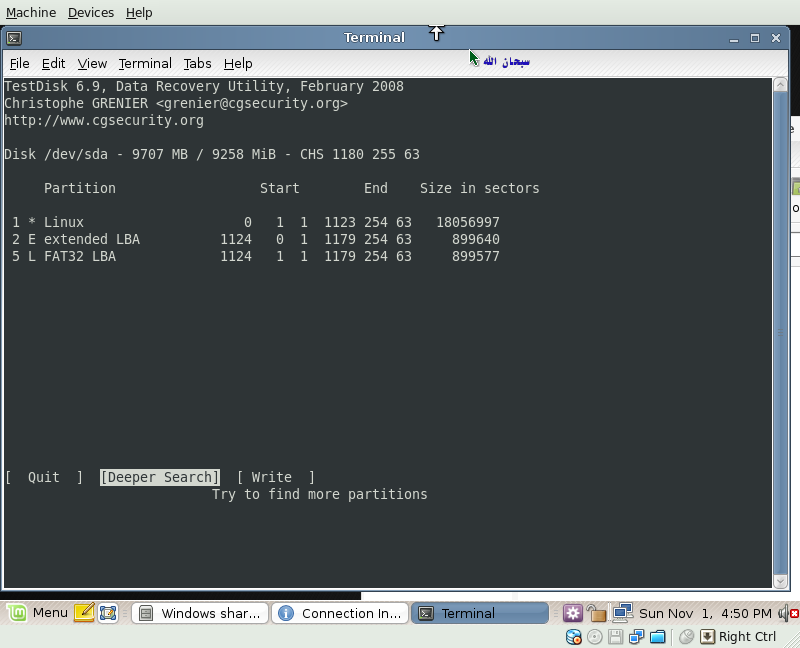 Machine Devices Help
Terminal
File Edit View Terminal Tabs Help
سبحان الله
TestDisk 6.9, Data Recovery Utility, February 2008
Christophe GRENIER <grenier@cgsecurity.org>
http://www.cgsecurity.org
Disk /dev/sda - 9707 MB / 9258 MiB - CHS 1180 255 63
Partition Start End Size in sectors
1 * Linux 0 1 1 1123 254 63 18056997
2 E extended LBA 1124 0 1 1179 254 63 899640
5 L FAT32 LBA 1124 1 1 1179 254 63 899577
[ Quit ] [Deeper Search] [ Write ]
Try to find more partitions
Menu Windows shar... Connection In... Terminal Sun Nov 1, 4:50 PM
Right Ctrl